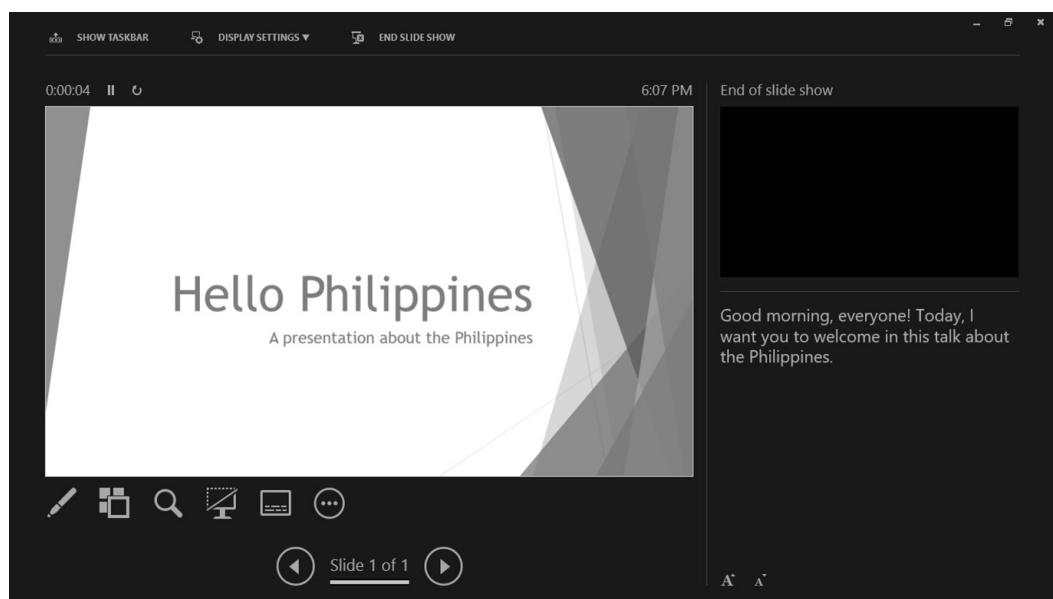 SHOW TASKBAR
DISPLAY SETTINGS ▼
END SLIDE SHOW
0:00:04
6:07 PM
End of slide show
Hello Philippines
A presentation about the Philippines
Good morning, everyone! Today, I
want you to welcome in this talk about
the Philippines.
Slide 1 of 1
A A